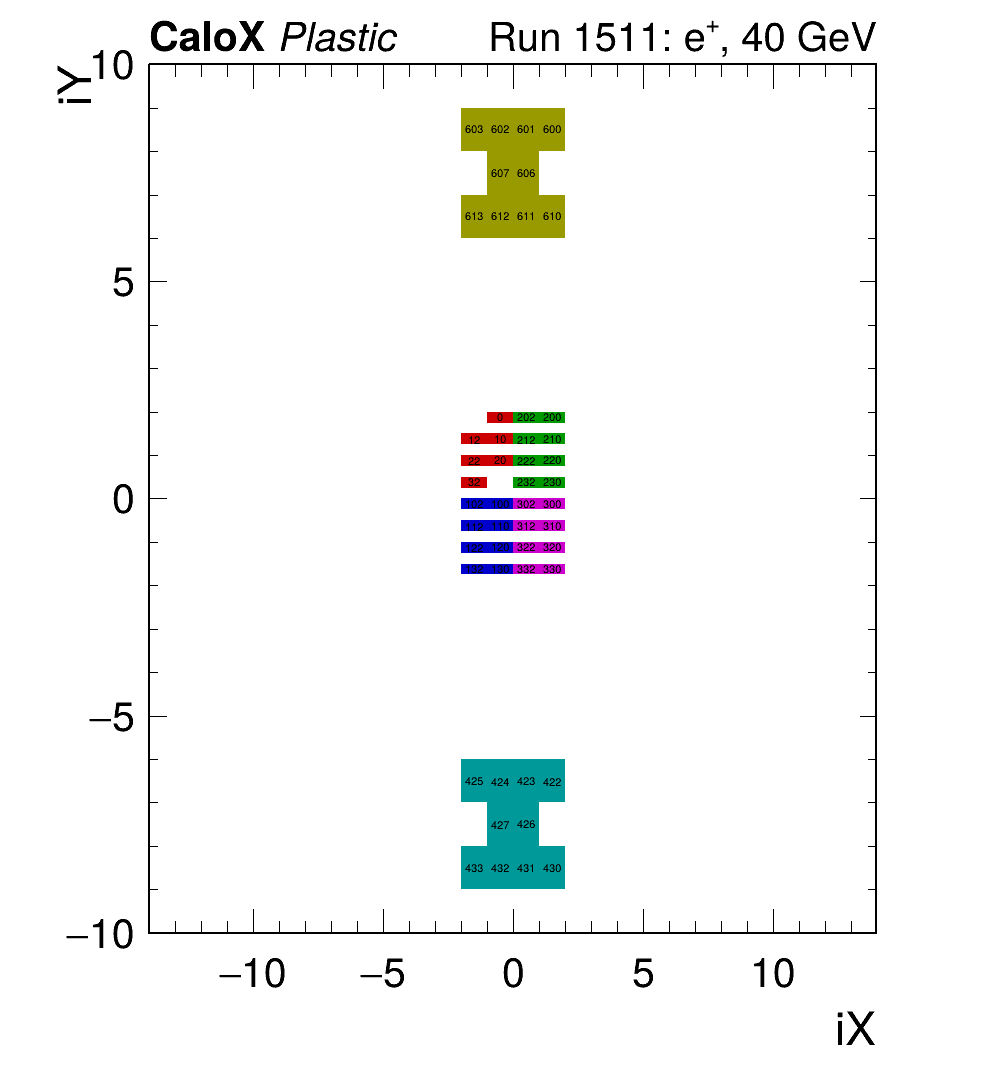 CaloX Plastic Run 1511: e⁺, 40 GeV
iY
10
603 602 601 600
607 606
613 612 611 610
5
0 202 200
12 10 212 210
22 20 222 220
32 232 230
0
102 100 302 300
112 110 312 310
122 120 322 320
132 130 332 330
−5
425 424 423 422
427 426
433 432 431 430
−10
−10 −5 0 5 10
iX